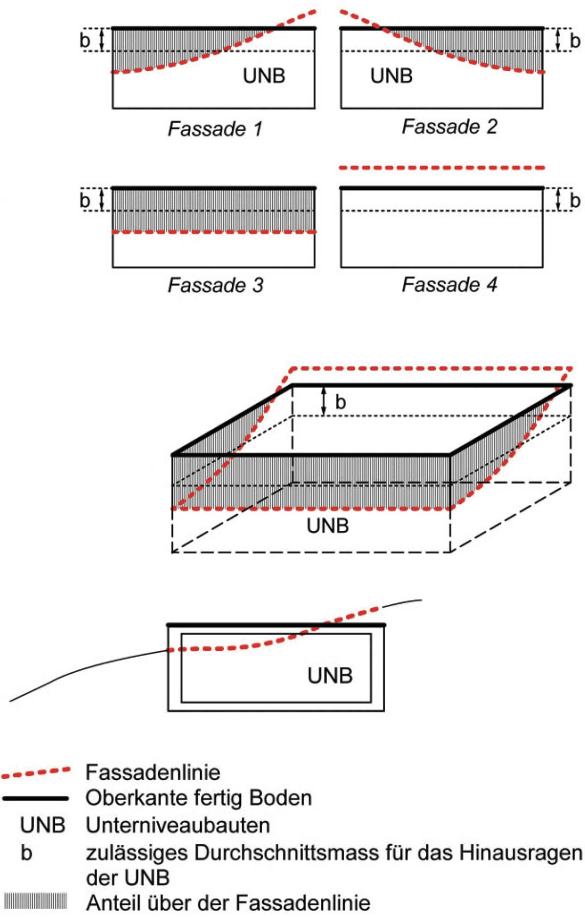 b
b
UNB
UNB
Fassade 1
Fassade 2
b
b
Fassade 3
Fassade 4
b
UNB
UNB
Fassadenlinie
Oberkante fertig Boden
UNB Unterniveaubauten
b zulässiges Durchschnittsmass für das Hinausragen
der UNB
Anteil über der Fassadenlinie